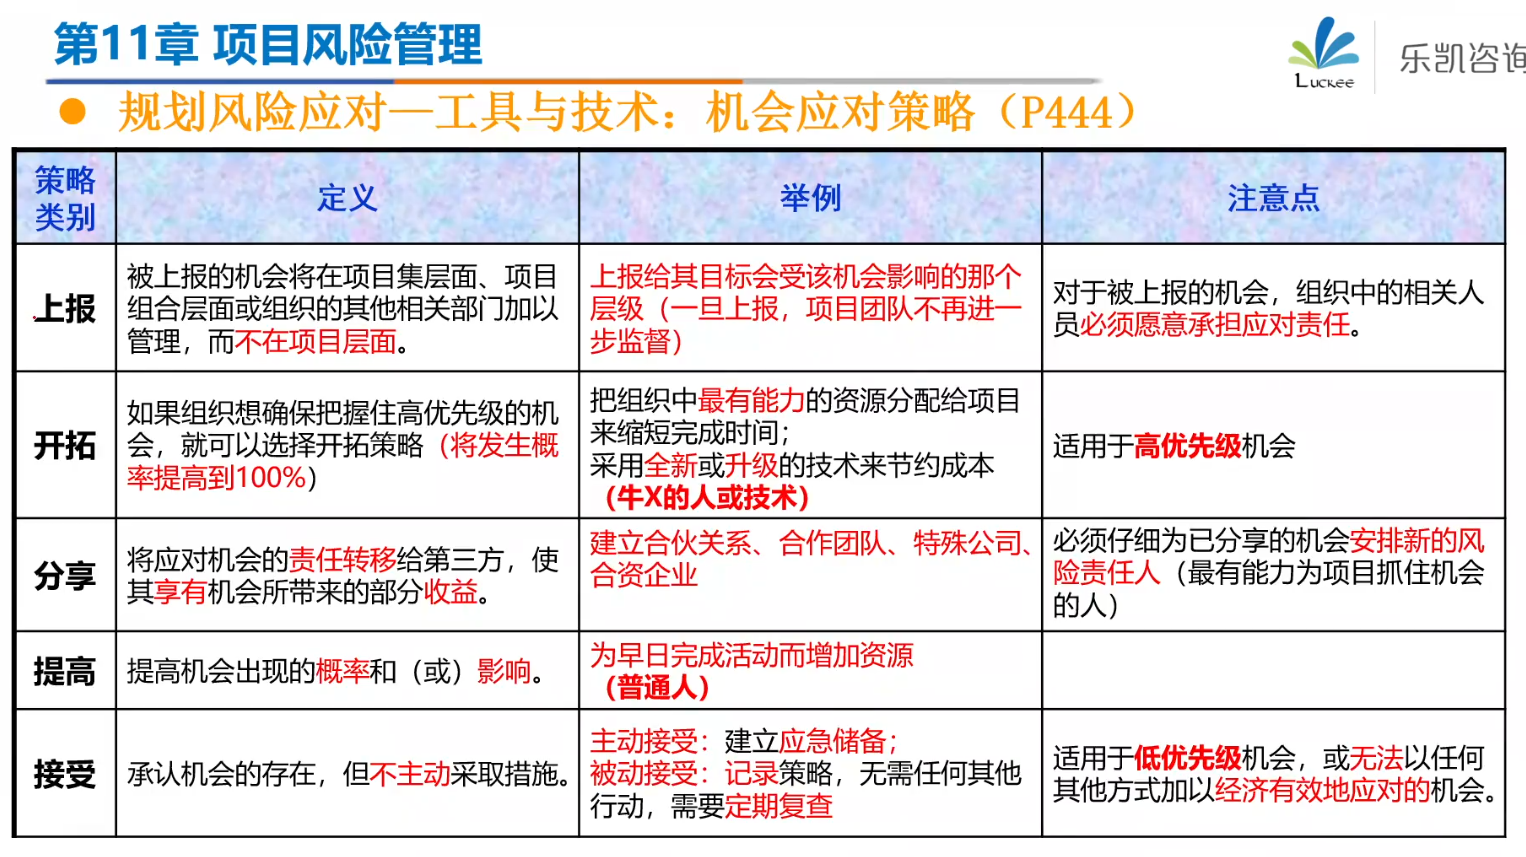 第11章 项目风险管理
Luckee
乐凯咨询
● 规划风险应对—工具与技术：机会应对策略（P444）
策略
类别
定义
举例
注意点
上报
被上报的机会将在项目集层面、项目
组合层面或组织的其他相关部门加以
管理，而不在项目层面。
上报给其目标会受该机会影响的那个
层级（一旦上报，项目团队不再进一
步监督）
对于被上报的机会，组织中的相关人
员必须愿意承担应对责任。
开拓
如果组织想确保把握住高优先级的机
会，就可以选择开拓策略（将发生概
率提高到100%）
把组织中最有能力的资源分配给项目
来缩短完成时间；
采用全新或升级的技术来节约成本
（牛X的人或技术）
适用于高优先级机会
分享
将应对机会的责任转移给第三方，使
其享有机会所带来的部分收益。
建立合伙关系、合作团队、特殊公司、
合资企业
必须仔细为已分享的机会安排新的风
险责任人（最有能力为项目抓住机会
的人）
提高
提高机会出现的概率和（或）影响。
为早日完成活动而增加资源
（普通人）
接受
承认机会的存在，但不主动采取措施。
主动接受：建立应急储备；
被动接受：记录策略，无需任何其他
行动，需要定期复查
适用于低优先级机会，或无法以任何
其他方式加以经济有效地应对的机会。